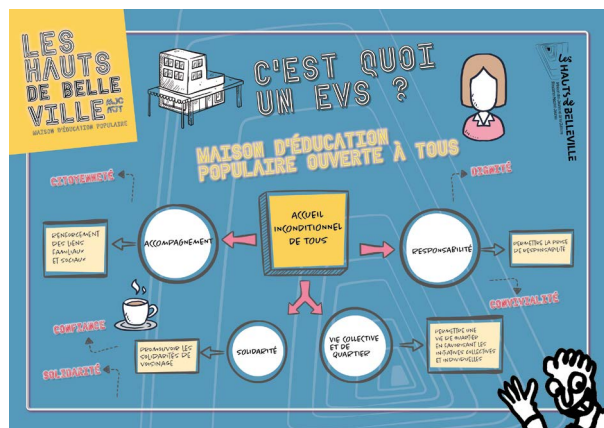 LES
HAUTS
DE BELLE
VILLE MJC
MAISON D'ÉDUCATION POPULAIRE
C'EST QUOI
UN EVS ?
LES
HAUTS
BELLEVILLE
MAISON D'ÉDUCATION
POPULAIRE OUVERTE À TOUS
CITOYENNETÉ
DIGNITÉ
RENFORCEMENT
DES LIENS
FAMILIAUX
ET SOCIAUX
ACCOMPAGNEMENT
ACCUEIL
INCONDITIONNEL
DE TOUS
RESPONSABILITÉ
PERMETTRE LA PRISE
DE RESPONSABILITÉ
CONVIVIALITÉ
CONFIANCE
PROMOUVOIR LES
SOLIDARITÉS DE
VOISINAGE
SOLIDARITÉ
VIE COLLECTIVE
ET DE
QUARTIER
PERMETTRE UNE
VIE DE QUARTIER
EN FAVORISANT LES
INITIATIVES COLLECTIVES
ET INDIVIDUELLES
SOLIDARITÉ